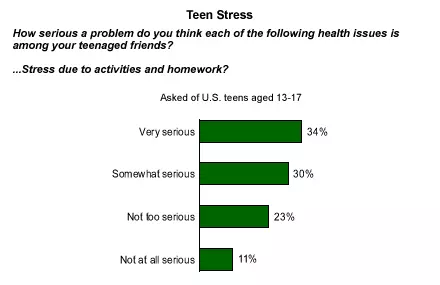 Teen Stress
How serious a problem do you think each of the following health issues is
among your teenaged friends?
...Stress due to activities and homework?
Asked of U.S. teens aged 13-17
Very serious 34%
Somewhat serious 30%
Not too serious 23%
Not at all serious 11%